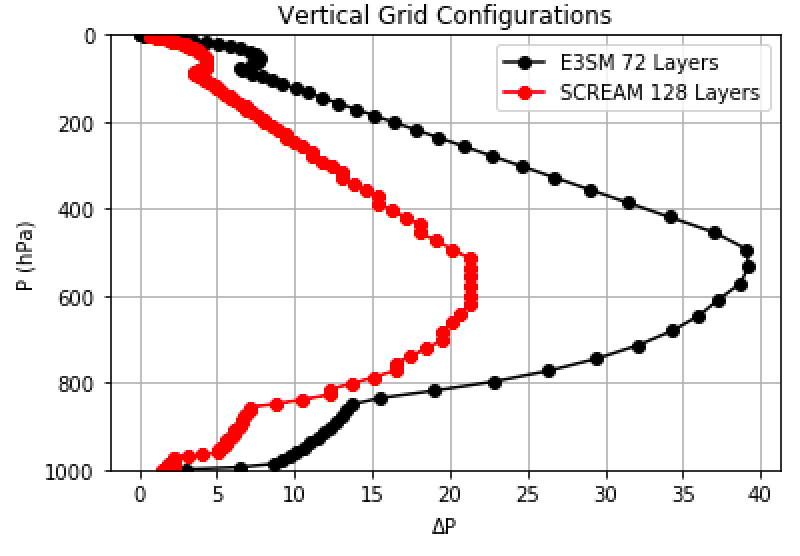 Vertical Grid Configurations
E3SM 72 Layers
SCREAM 128 Layers
P (hPa)
0
200
400
600
800
1000
0 5 10 15 20 25 30 35 40
ΔP